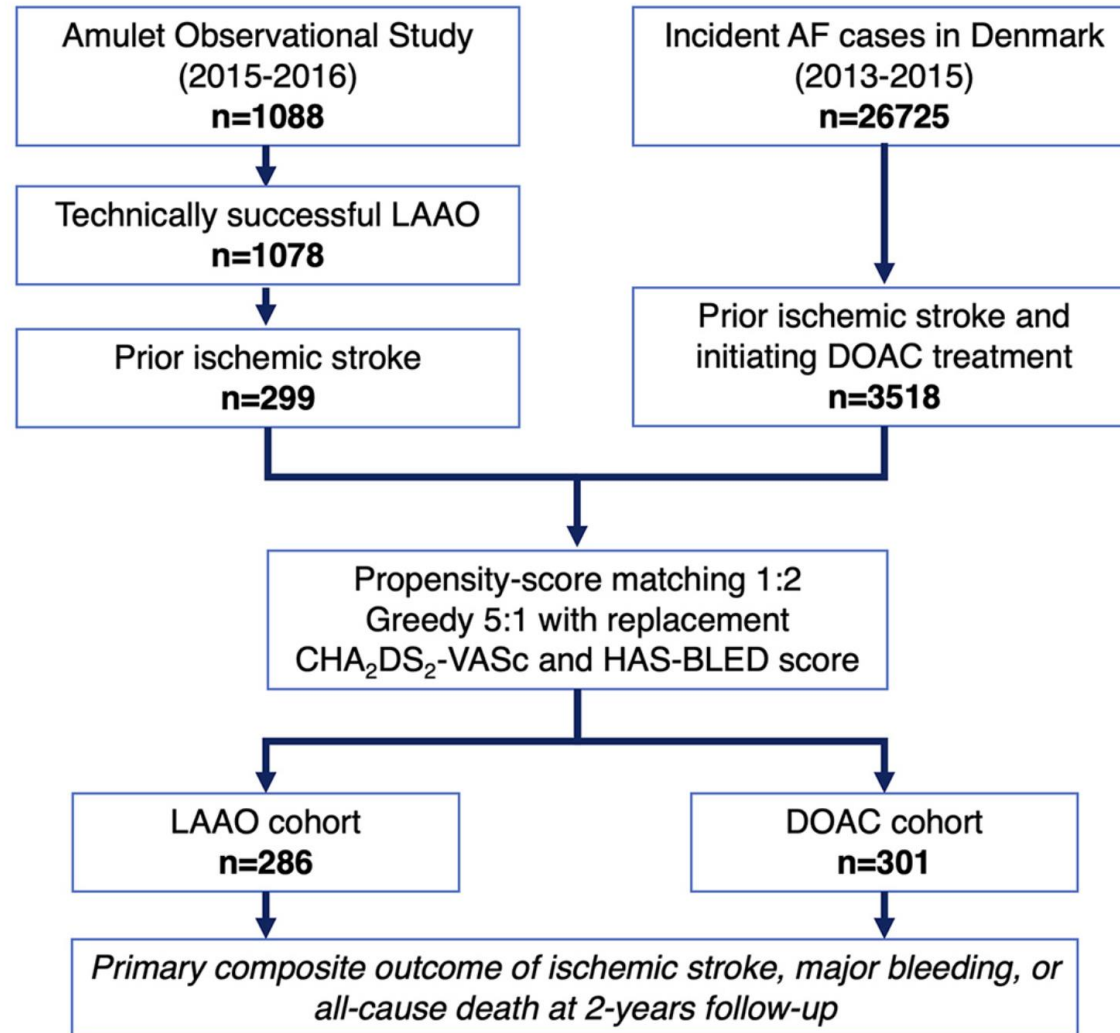 Amulet Observational Study
(2015-2016)
n=1088
Incident AF cases in Denmark
(2013-2015)
n=26725
Technically successful LAAO
n=1078
Prior ischemic stroke
n=299
Prior ischemic stroke and
initiating DOAC treatment
n=3518
Propensity-score matching 1:2
Greedy 5:1 with replacement
CHA₂DS₂-VASc and HAS-BLED score
LAAO cohort
n=286
DOAC cohort
n=301
Primary composite outcome of ischemic stroke, major bleeding, or
all-cause death at 2-years follow-up